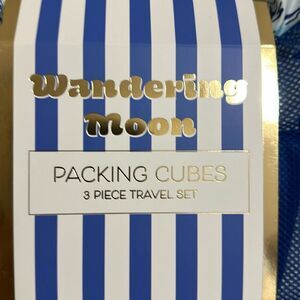 Wandering
Moon
PACKING CUBES
3 PIECE TRAVEL SET